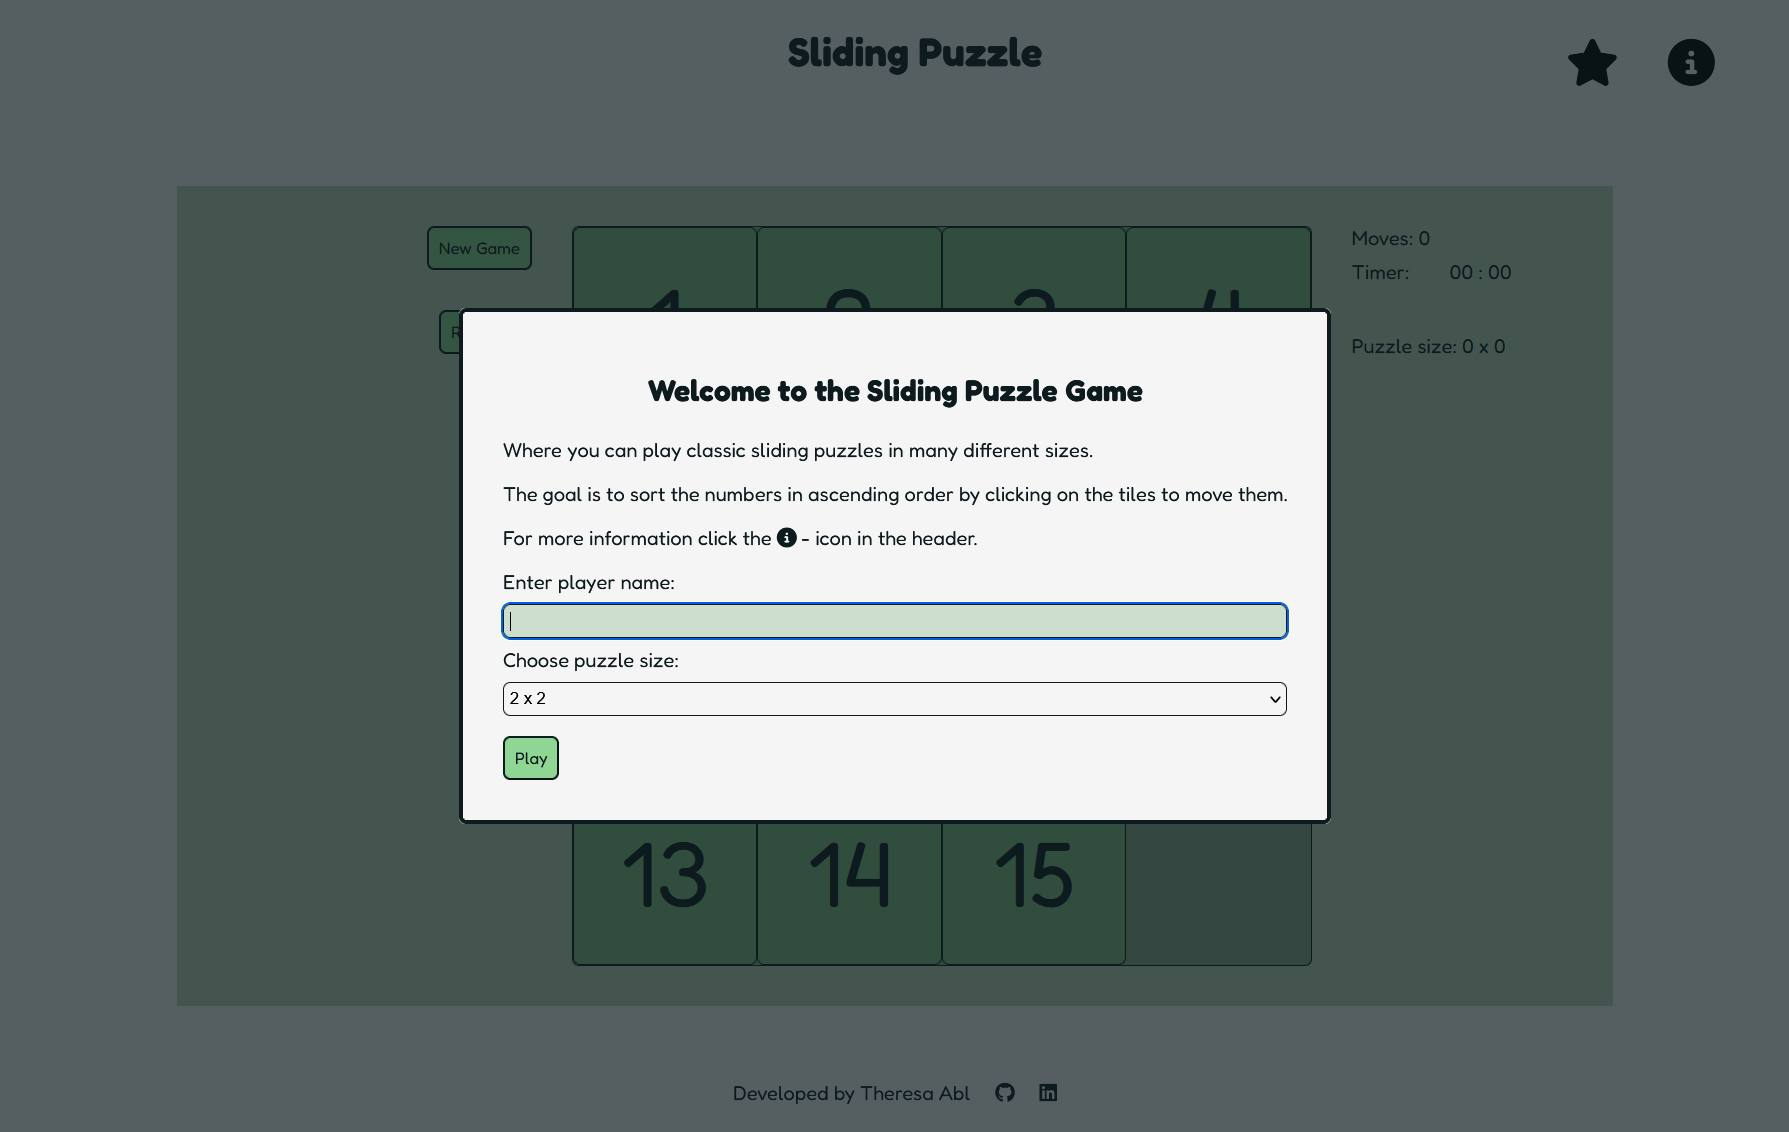 Sliding Puzzle
New Game
Moves: 0
Timer: 00 : 00
Puzzle size: 0 x 0
Welcome to the Sliding Puzzle Game
Where you can play classic sliding puzzles in many different sizes.
The goal is to sort the numbers in ascending order by clicking on the tiles to move them.
For more information click the - icon in the header.
Enter player name:
Choose puzzle size:
2 x 2
Play
13 14 15
Developed by Theresa Abl